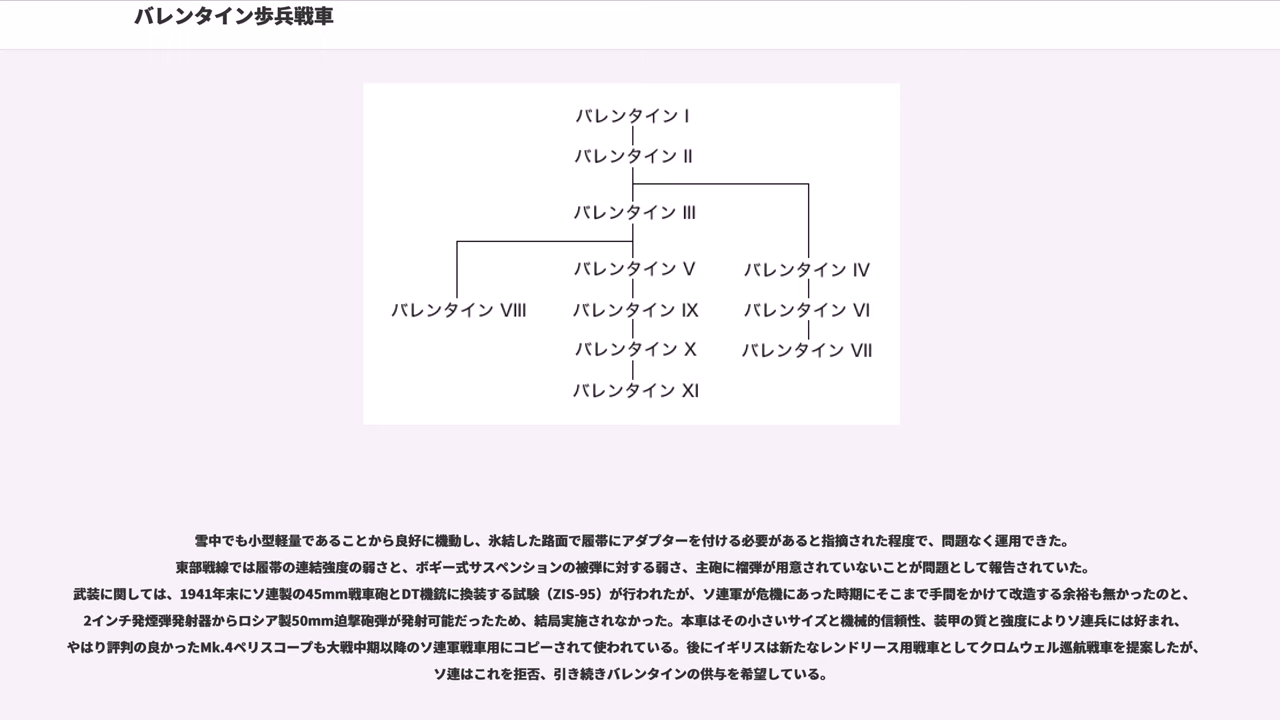 バレンタイン歩兵戦車
バレンタイン I
バレンタイン II
バレンタイン III
バレンタイン V
バレンタイン IV
バレンタイン VIII
バレンタイン IX
バレンタイン VI
バレンタイン X
バレンタイン VII
バレンタイン XI
雪中でも小型軽量であることから良好に機動し、氷結した路面で履帯にアダプターを付ける必要があると指摘された程度で、問題なく運用できた。
東部戦線では履帯の連結強度の弱さと、ボギー式サスペンションの被弾に対する弱さ、主砲に榴弾が用意されていないことが問題として報告されていた。
武装に関しては、1941年末にソ連製の45mm戦車砲とDT機銃に換装する試験（ZIS-95）が行われたが、ソ連軍が危機にあった時期にそこまで手間をかけて改造する余裕も無かったのと、
2インチ発煙弾発射器からロシア製50mm迫撃砲弾が発射可能だったため、結局実施されなかった。本車はその小さいサイズと機械的信頼性、装甲の質と強度によりソ連兵には好まれ、
やはり評判の良かったMk.4ペリスコープも大戦中期以降のソ連軍戦車用にコピーされて使われている。後にイギリスは新たなレンドリース用戦車としてクロムウェル巡航戦車を提案したが、
ソ連はこれを拒否、引き続きバレンタインの供与を希望している。